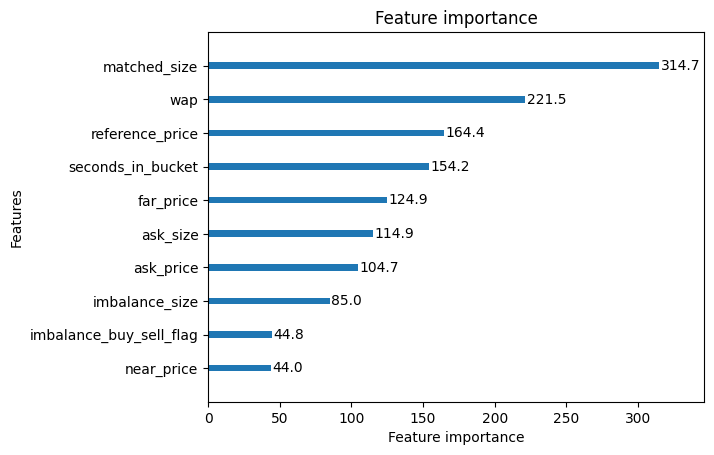 Feature importance
Features
matched_size 314.7
wap 221.5
reference_price 164.4
seconds_in_bucket 154.2
far_price 124.9
ask_size 114.9
ask_price 104.7
imbalance_size 85.0
imbalance_buy_sell_flag 44.8
near_price 44.0
0 50 100 150 200 250 300
Feature importance